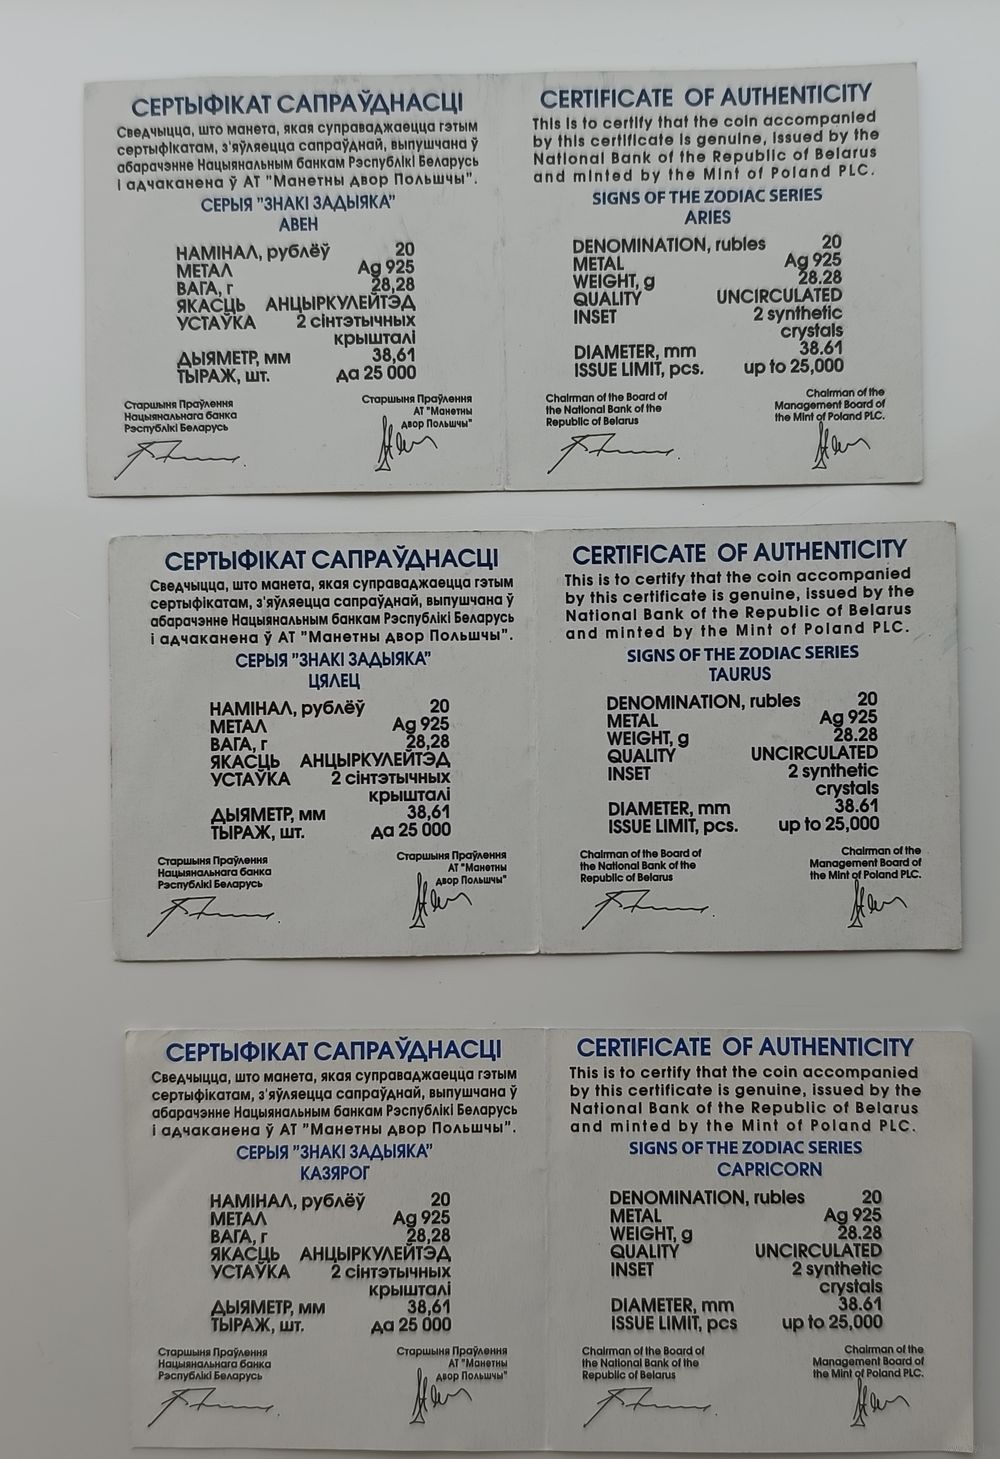 СЕРТЫФІКАТ САПРАЎДНАСЦІ
Сведчыцца, што манета, якая суправаджаецца гэтым
сертыфікатам, з'яўляецца сапраўднай, выпушчана ў
абарачэнне Нацыянальным банкам Рэспублікі Беларусь
і адчаканена ў АТ "Манетны двор Польшчы".
СЕРЫЯ "ЗНАКІ ЗАДЫЯКА"
АВЕН
НАМІНАЛ, рублёў 20
МЕТАЛ Ag 925
ВАГА, г 28,28
ЯКАСЦЬ АНЦЫРКУЛЕЙТЭД
УСТАЎКА 2 сінтэтычных
крышталі
ДЫЯМЕТР, мм 38,61
ТЫРАЖ, шт. да 25 000
Старшыня Праўлення
Нацыянальнага банка
Рэспублікі Беларусь
Старшыня Праўлення
АТ "Манетны
двор Польшчы"
CERTIFICATE OF AUTHENTICITY
This is to certify that the coin accompanied
by this certificate is genuine, issued by the
National Bank of the Republic of Belarus
and minted by the Mint of Poland PLC.
SIGNS OF THE ZODIAC SERIES
ARIES
DENOMINATION, rubles 20
METAL Ag 925
WEIGHT, g 28.28
QUALITY UNCIRCULATED
INSET 2 synthetic
crystals
DIAMETER, mm 38.61
ISSUE LIMIT, pcs. up to 25,000
Chairman of the Board of
the National Bank of the
Republic of Belarus
Chairman of the
Management Board of
the Mint of Poland PLC.
СЕРТЫФІКАТ САПРАЎДНАСЦІ
Сведчыцца, што манета, якая суправаджаецца гэтым
сертыфікатам, з'яўляецца сапраўднай, выпушчана ў
абарачэнне Нацыянальным банкам Рэспублікі Беларусь
і адчаканена ў АТ "Манетны двор Польшчы".
СЕРЫЯ "ЗНАКІ ЗАДЫЯКА"
ЦЯЛЕЦ
НАМІНАЛ, рублёў 20
МЕТАЛ Ag 925
ВАГА, г 28,28
ЯКАСЦЬ АНЦЫРКУЛЕЙТЭД
УСТАЎКА 2 сінтэтычных
крышталі
ДЫЯМЕТР, мм 38,61
ТЫРАЖ, шт. да 25 000
Старшыня Праўлення
Нацыянальнага банка
Рэспублікі Беларусь
Старшыня Праўлення
АТ "Манетны
двор Польшчы"
CERTIFICATE OF AUTHENTICITY
This is to certify that the coin accompanied
by this certificate is genuine, issued by the
National Bank of the Republic of Belarus
and minted by the Mint of Poland PLC.
SIGNS OF THE ZODIAC SERIES
TAURUS
DENOMINATION, rubles 20
METAL Ag 925
WEIGHT, g 28.28
QUALITY UNCIRCULATED
INSET 2 synthetic
crystals
DIAMETER, mm 38.61
ISSUE LIMIT, pcs. up to 25,000
Chairman of the Board of
the National Bank of the
Republic of Belarus
Chairman of the
Management Board of
the Mint of Poland PLC.
СЕРТЫФІКАТ САПРАЎДНАСЦІ
Сведчыцца, што манета, якая суправаджаецца гэтым
сертыфікатам, з'яўляецца сапраўднай, выпушчана ў
абарачэнне Нацыянальным банкам Рэспублікі Беларусь
і адчаканена ў АТ "Манетны двор Польшчы".
СЕРЫЯ "ЗНАКІ ЗАДЫЯКА"
КАЗЯРОГ
НАМІНАЛ, рублёў 20
МЕТАЛ Ag 925
ВАГА, г 28,28
ЯКАСЦЬ АНЦЫРКУЛЕЙТЭД
УСТАЎКА 2 сінтэтычных
крышталі
ДЫЯМЕТР, мм 38,61
ТЫРАЖ, шт. да 25 000
Старшыня Праўлення
Нацыянальнага банка
Рэспублікі Беларусь
Старшыня Праўлення
АТ "Манетны
двор Польшчы"
CERTIFICATE OF AUTHENTICITY
This is to certify that the coin accompanied
by this certificate is genuine, issued by the
National Bank of the Republic of Belarus
and minted by the Mint of Poland PLC.
SIGNS OF THE ZODIAC SERIES
CAPRICORN
DENOMINATION, rubles 20
METAL Ag 925
WEIGHT, g 28.28
QUALITY UNCIRCULATED
INSET 2 synthetic
crystals
DIAMETER, mm 38.61
ISSUE LIMIT, pcs up to 25,000
Chairman of the Board of
the National Bank of the
Republic of Belarus
Chairman of the
Management Board of
the Mint of Poland PLC.